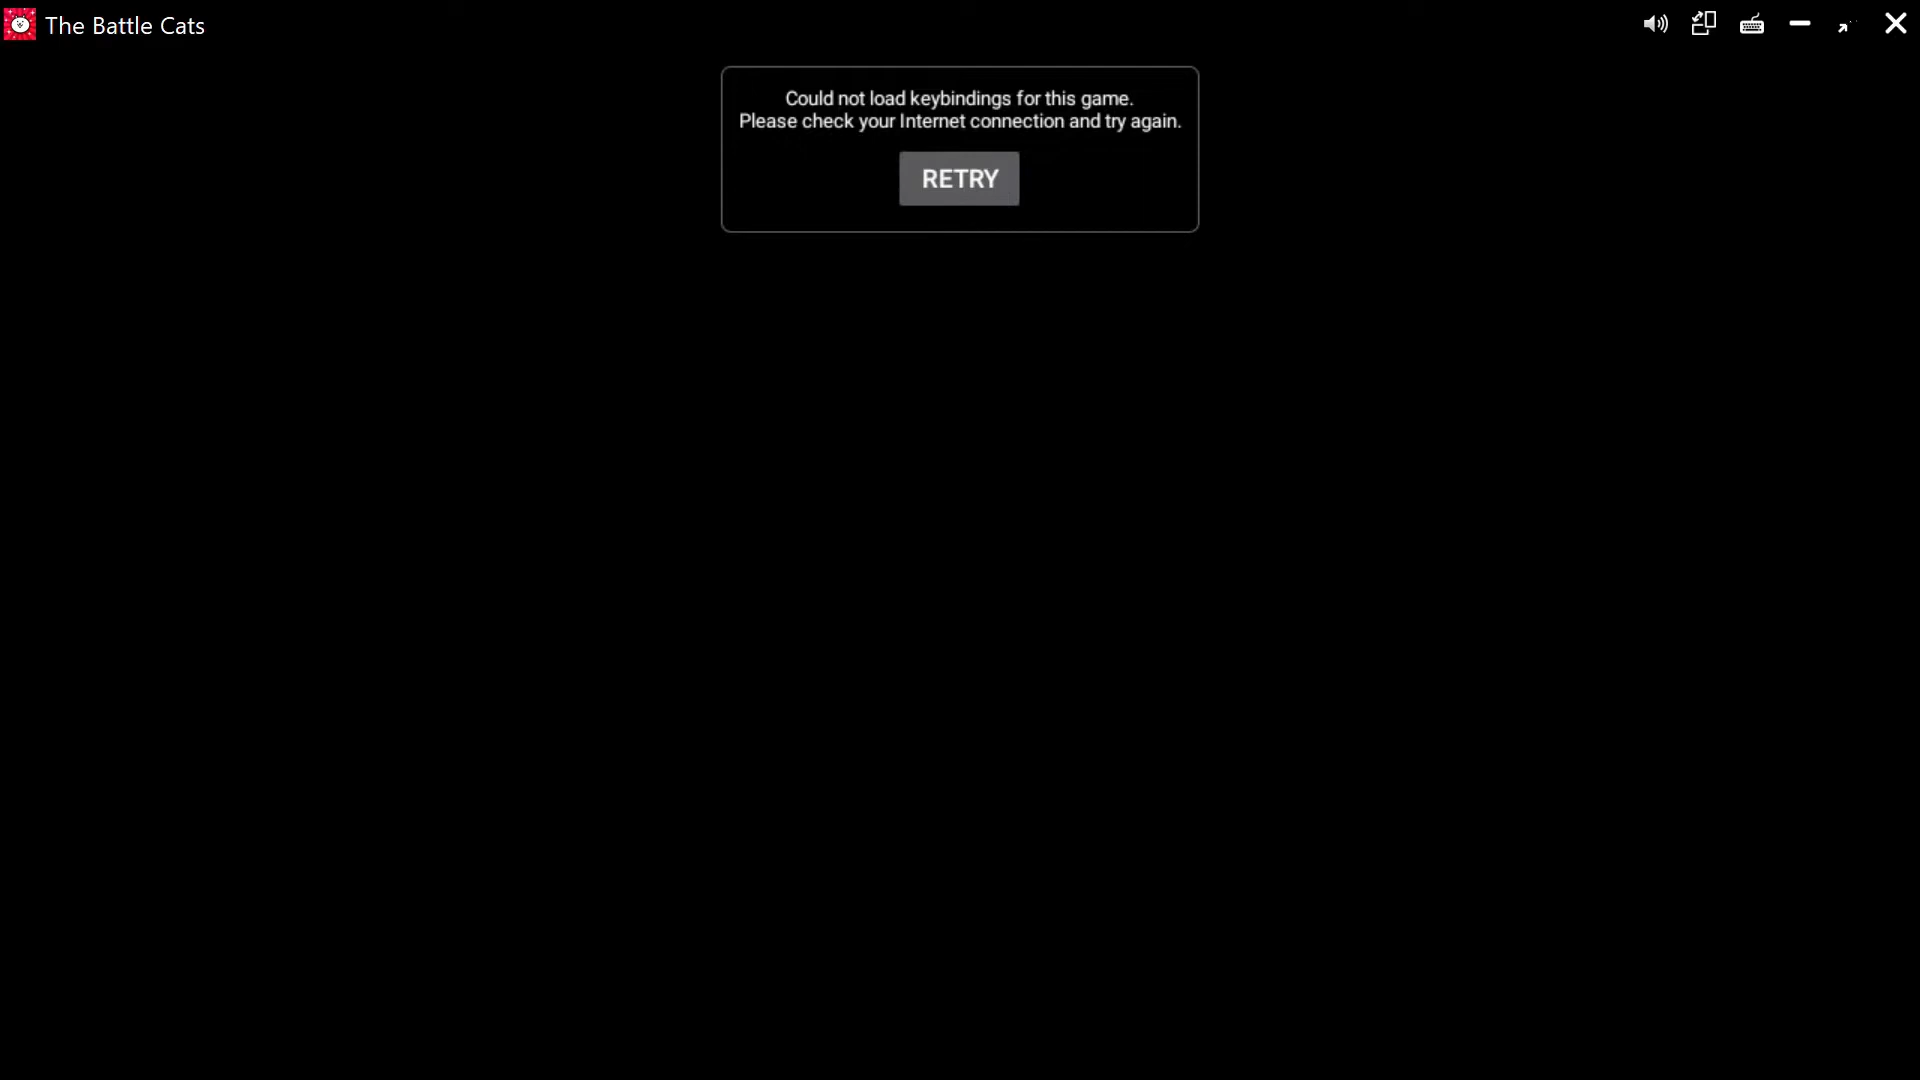 The Battle Cats
Could not load keybindings for this game.
Please check your Internet connection and try again.
RETRY